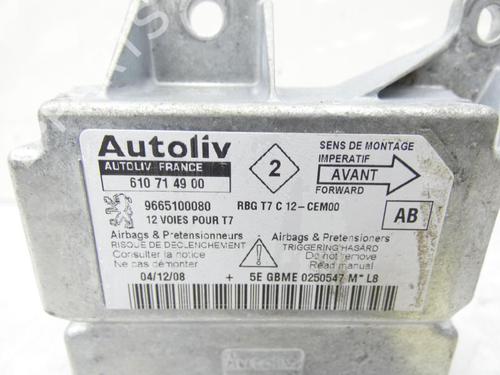 Autoliv
AUTOLIV FRANCE
610 71 49 00
2
SENS DE MONTAGE
IMPERATIF
AVANT
FORWARD
9665100080
RBG T7 C 12-CEM00
12 VOIES POUR T7
AB
Airbags & Pretensionneurs
RISQUE DE DECLENCHEMENT
Consulter la notice
Ne pas démonter
Airbags & Pretensioners
TRIGGERING HASARD
Do not remove
Read manual
04/12/08 + 5E GBME 0250547 M* L8
AUTOLIV